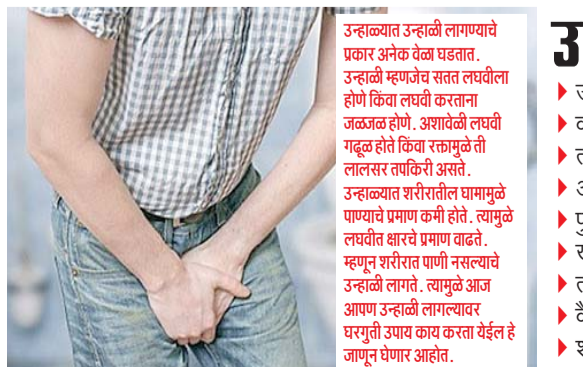 उन्हाळ्यात उन्हाळी लागण्याचे
प्रकार अनेक वेळा घडतात.
उन्हाळी म्हणजेच सतत लघवीला
होणे किंवा लघवी करताना
जळजळ होणे. अशावेळी लघवी
गढूळ होते किंवा रक्तामुळे ती
लालसर तपकिरी असते.
उन्हाळ्यात शरीरातील घामामुळे
पाण्याचे प्रमाण कमी होते. त्यामुळे
लघवीत क्षारचे प्रमाण वाढते.
म्हणून शरीरात पाणी नसल्याचे
उन्हाळी लागते. त्यामुळे आज
आपण उन्हाळी लागल्यावर
घरगुती उपाय काय करता येईल हे
जाणून घेणार आहोत.
उ